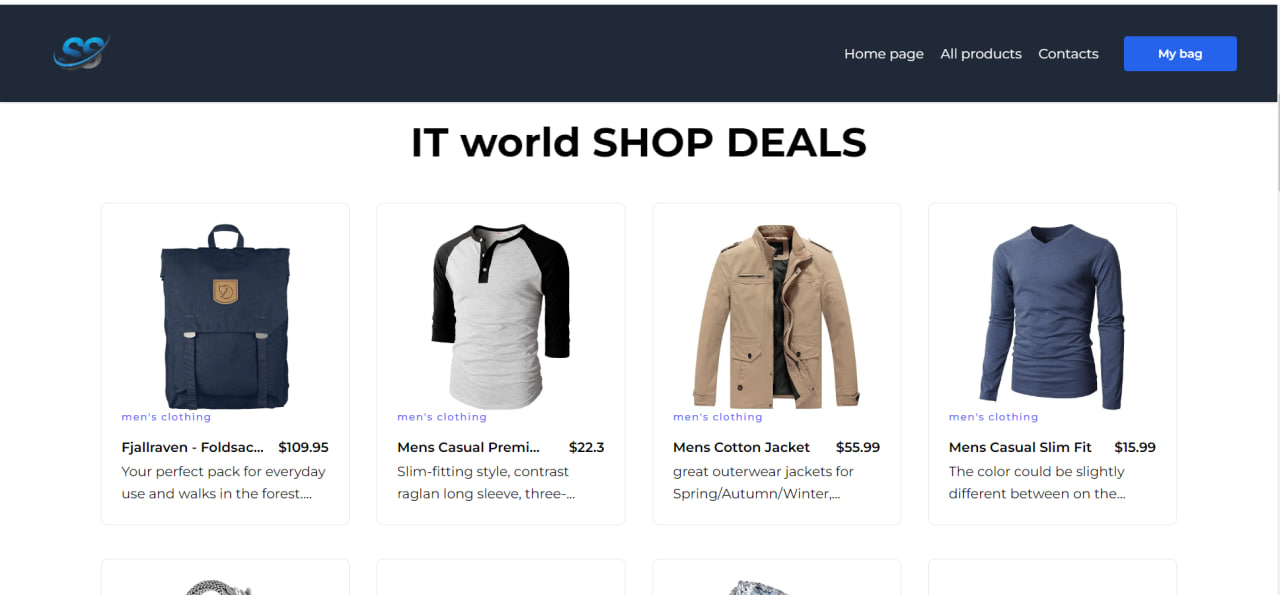 SS
Home page All products Contacts My bag
IT world SHOP DEALS
men's clothing
Fjallraven - Foldsac... $109.95
Your perfect pack for everyday
use and walks in the forest....
men's clothing
Mens Casual Premi... $22.3
Slim-fitting style, contrast
raglan long sleeve, three-...
men's clothing
Mens Cotton Jacket $55.99
great outerwear jackets for
Spring/Autumn/Winter,...
men's clothing
Mens Casual Slim Fit $15.99
The color could be slightly
different between on the...